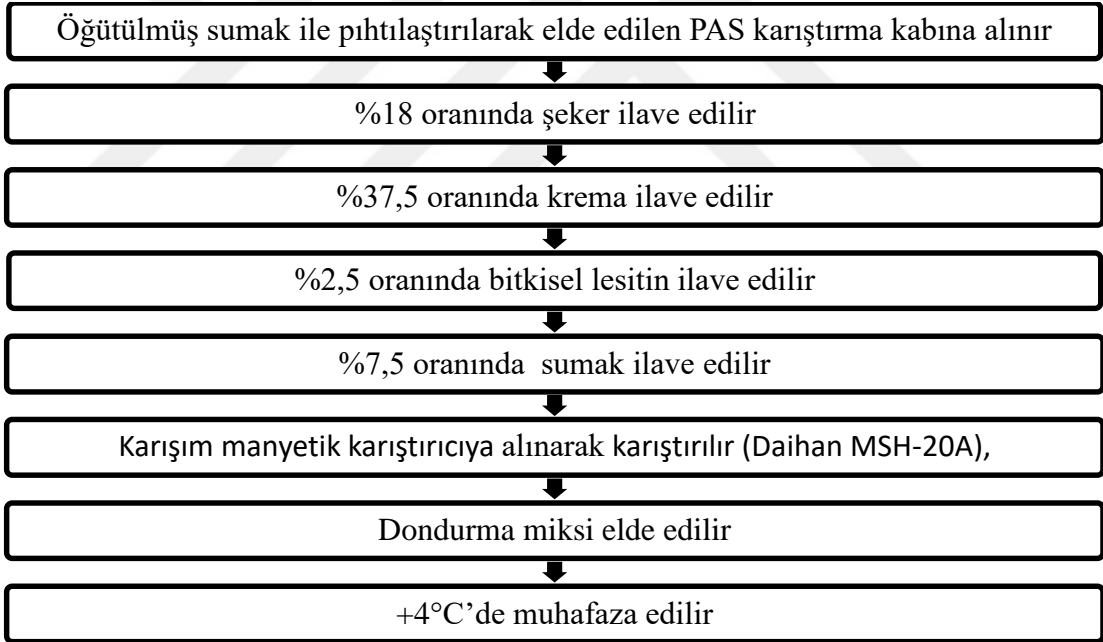 Öğütülmüş sumak ile pıhtılaştırılarak elde edilen PAS karıştırma kabına alınır
%18 oranında şeker ilave edilir
%37,5 oranında krema ilave edilir
%2,5 oranında bitkisel lesitin ilave edilir
%7,5 oranında sumak ilave edilir
Karışım manyetik karıştırıcıya alınarak karıştırılır (Daihan MSH-20A),
Dondurma miksi elde edilir
+4°C’de muhafaza edilir